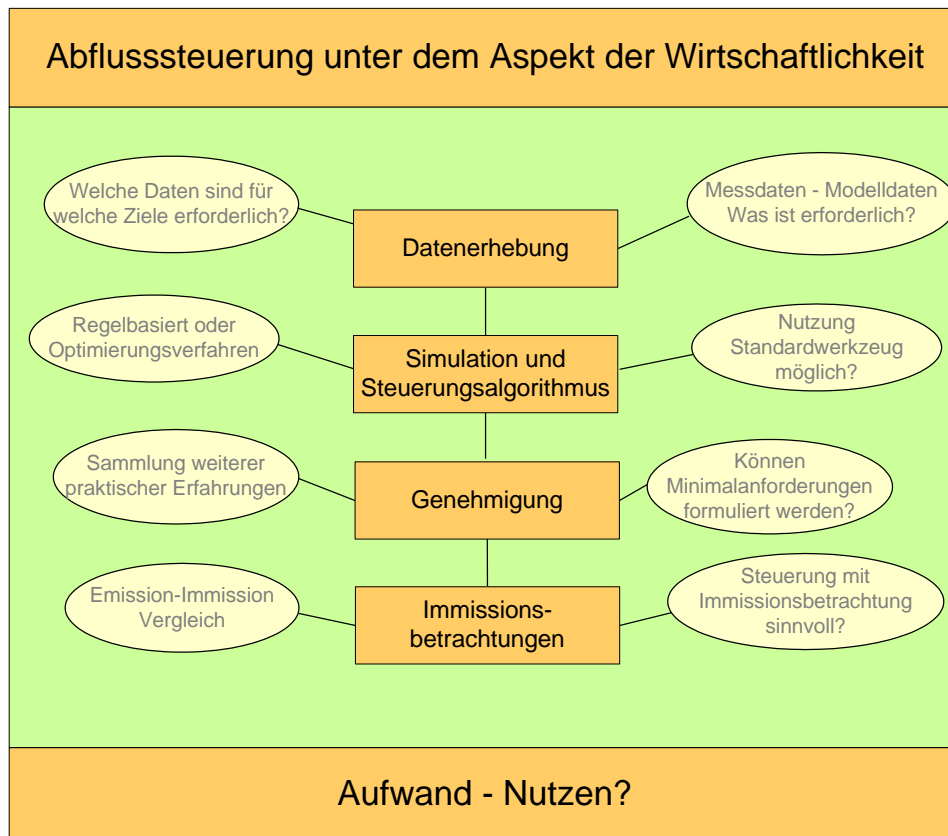 Abflusssteuerung unter dem Aspekt der Wirtschaftlichkeit
Welche Daten sind für
welche Ziele erforderlich?
Messdaten - Modelldaten
Was ist erforderlich?
Datenerhebung
Regelbasiert oder
Optimierungsverfahren
Nutzung
Standardwerkzeug
möglich?
Simulation und
Steuerungsalgorithmus
Sammlung weiterer
praktischer Erfahrungen
Können
Minimalanforderungen
formuliert werden?
Genehmigung
Emission-Immission
Vergleich
Steuerung mit
Immissionsbetrachtung
sinnvoll?
Immissions-
betrachtungen
Aufwand - Nutzen?